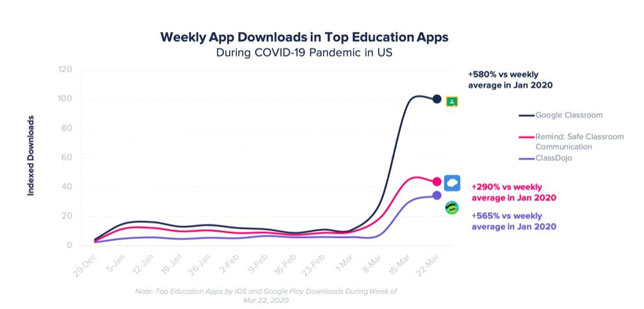 Weekly App Downloads in Top Education Apps
During COVID-19 Pandemic in US
120
100
80
60
40
20
0
Indexed Downloads
29-Dec
5-Jan
12-Jan
19-Jan
26-Jan
2-Feb
9-Feb
16-Feb
23-Feb
1-Mar
8-Mar
15-Mar
22-Mar
+580% vs weekly
average in Jan 2020
Google Classroom
Remind: Safe Classroom
Communication
ClassDojo
+290% vs weekly
average in Jan 2020
+565% vs weekly
average in Jan 2020
Note: Top Education Apps by iOS and Google Play Downloads During Week of
Mar 22, 2020